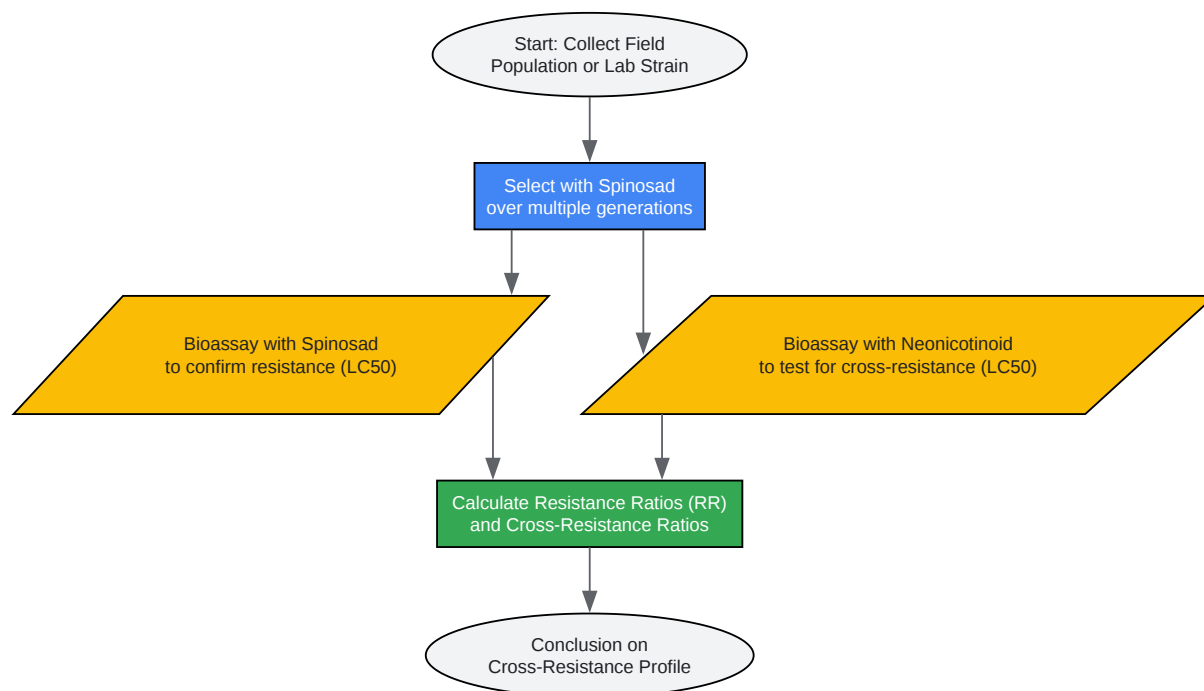 Start: Collect Field
Population or Lab Strain
Select with Spinosad
over multiple generations
Bioassay with Spinosad
to confirm resistance (LC50)
Bioassay with Neonicotinoid
to test for cross-resistance (LC50)
Calculate Resistance Ratios (RR)
and Cross-Resistance Ratios
Conclusion on
Cross-Resistance Profile